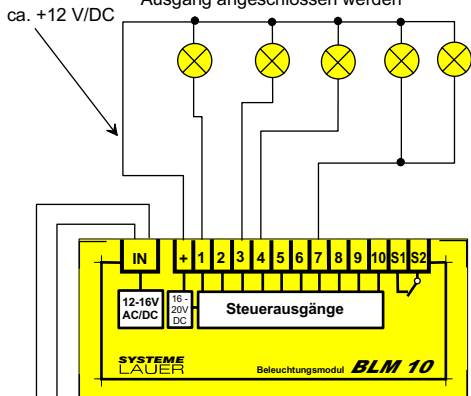 Ausgang angeschlossen werden
ca. +12 V/DC
IN + 1 2 3 4 5 6 7 8 9 10 S1 S2
12-16V
AC/DC
16 -
20V
DC
Steuerausgänge
SYSTEME
LAUER
Beleuchtungsmodul BLM 10